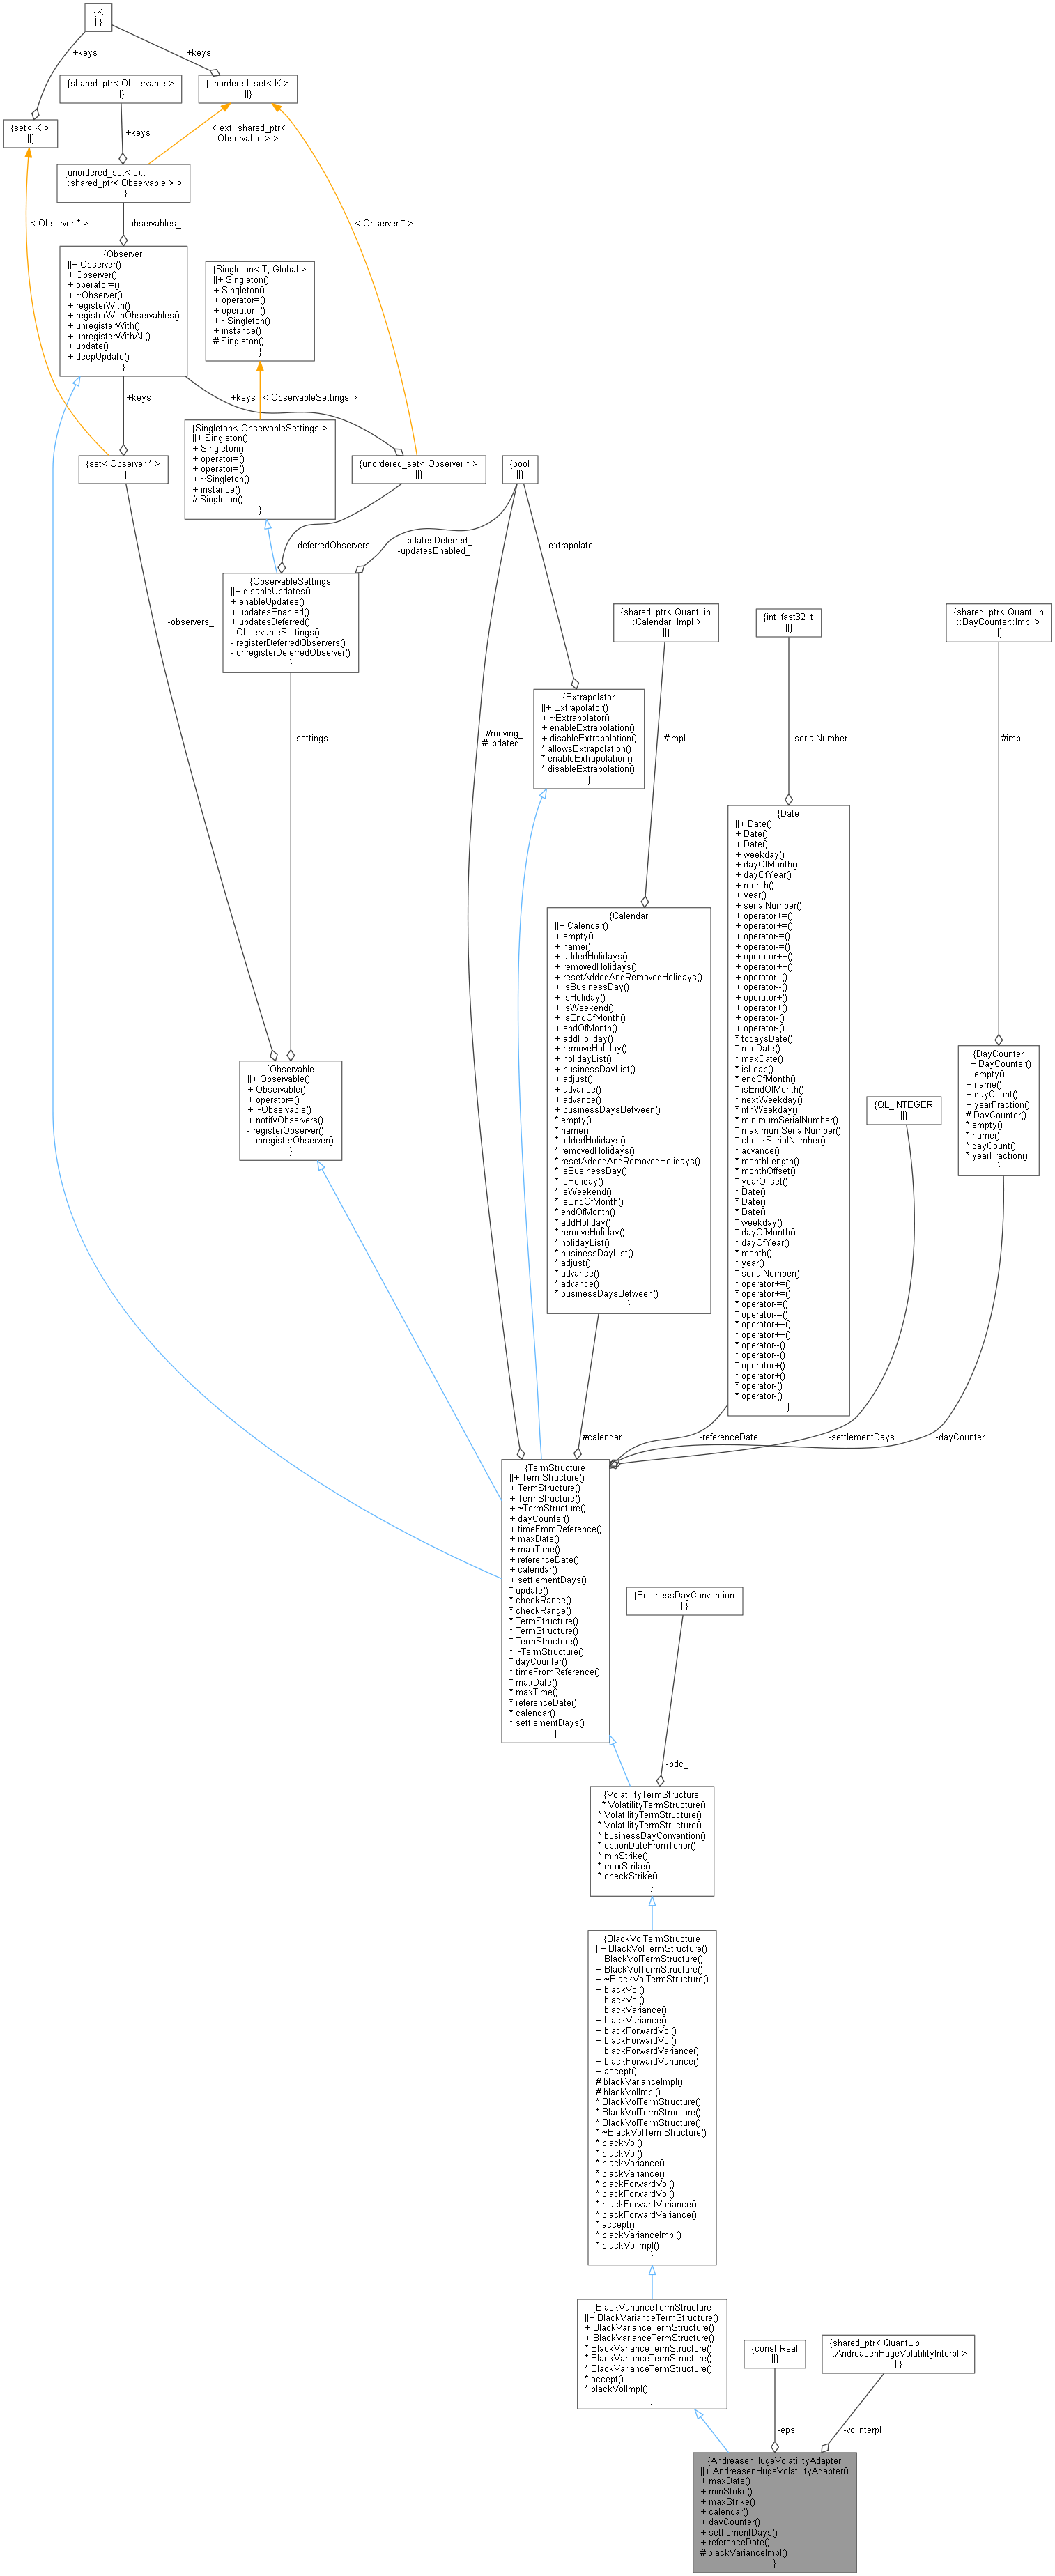 {K
||}
+keys
+keys
{shared_ptr< Observable >
||}
{unordered_set< K >
||}
{set< K >
||}
+keys
< ext::shared_ptr<
Observable > >
{unordered_set< ext
::shared_ptr< Observable > >
||}
< Observer * >
-observables_
< Observer * >
{Observer
||+ Observer()
+ Observer()
+ operator=()
+ ~Observer()
+ registerWith()
+ registerWithObservables()
+ unregisterWith()
+ unregisterWithAll()
+ update()
+ deepUpdate()
}
{Singleton< T, Global >
||+ Singleton()
+ Singleton()
+ operator=()
+ operator=()
+ ~Singleton()
+ instance()
# Singleton()
}
+keys
+keys
< ObservableSettings >
{Singleton< ObservableSettings >
||+ Singleton()
+ Singleton()
+ operator=()
+ operator=()
+ ~Singleton()
+ instance()
# Singleton()
}
{set< Observer * >
||}
{unordered_set< Observer * >
||}
{bool
||}
-deferredObservers_
-updatesDeferred_
-updatesEnabled_
-extrapolate_
{ObservableSettings
||+ disableUpdates()
+ enableUpdates()
+ updatesEnabled()
+ updatesDeferred()
- ObservableSettings()
- registerDeferredObservers()
- unregisterDeferredObserver()
}
-observers_
{shared_ptr< QuantLib
::Calendar::Impl >
||}
{int_fast32_t
||}
{shared_ptr< QuantLib
::DayCounter::Impl >
||}
{Extrapolator
||+ Extrapolator()
+ ~Extrapolator()
+ enableExtrapolation()
+ disableExtrapolation()
* allowsExtrapolation()
* enableExtrapolation()
* disableExtrapolation()
}
-settings_
#moving_
#updated_
#impl_
-serialNumber_
#impl_
{Date
||+ Date()
+ Date()
+ Date()
+ weekday()
+ dayOfMonth()
+ dayOfYear()
+ month()
+ year()
+ serialNumber()
+ operator+=()
+ operator+=()
+ operator-=()
+ operator-=()
+ operator++()
+ operator++()
+ operator--()
+ operator--()
+ operator+()
+ operator+()
+ operator-()
+ operator-()
* todaysDate()
* minDate()
* maxDate()
* isLeap()
* endOfMonth()
* isEndOfMonth()
* nextWeekday()
* nthWeekday()
* minimumSerialNumber()
* maximumSerialNumber()
* checkSerialNumber()
* advance()
* monthLength()
* monthOffset()
* yearOffset()
* Date()
* Date()
* Date()
* weekday()
* dayOfMonth()
* dayOfYear()
* month()
* year()
* serialNumber()
* operator+=()
* operator+=()
* operator-=()
* operator-=()
* operator++()
* operator++()
* operator--()
* operator--()
* operator+()
* operator+()
* operator-()
* operator-()
}
{Calendar
||+ Calendar()
+ empty()
+ name()
+ addedHolidays()
+ removedHolidays()
+ resetAddedAndRemovedHolidays()
+ isBusinessDay()
+ isHoliday()
+ isWeekend()
+ isEndOfMonth()
+ endOfMonth()
+ addHoliday()
+ removeHoliday()
+ holidayList()
+ businessDayList()
+ adjust()
+ advance()
+ advance()
+ businessDaysBetween()
* empty()
* name()
* addedHolidays()
* removedHolidays()
* resetAddedAndRemovedHolidays()
* isBusinessDay()
* isHoliday()
* isWeekend()
* isEndOfMonth()
* endOfMonth()
* addHoliday()
* removeHoliday()
* holidayList()
* businessDayList()
* adjust()
* advance()
* advance()
* businessDaysBetween()
}
{DayCounter
||+ DayCounter()
+ empty()
+ name()
+ dayCount()
+ yearFraction()
# DayCounter()
* empty()
* name()
* dayCount()
* yearFraction()
}
{Observable
||+ Observable()
+ Observable()
+ operator=()
+ ~Observable()
+ notifyObservers()
- registerObserver()
- unregisterObserver()
}
{QL_INTEGER
||}
#calendar_
-referenceDate_
-settlementDays_
-dayCounter_
{TermStructure
||+ TermStructure()
+ TermStructure()
+ TermStructure()
+ ~TermStructure()
+ dayCounter()
+ timeFromReference()
+ maxDate()
+ maxTime()
+ referenceDate()
+ calendar()
+ settlementDays()
* update()
* checkRange()
* checkRange()
* TermStructure()
* TermStructure()
* TermStructure()
* ~TermStructure()
* dayCounter()
* timeFromReference()
* maxDate()
* maxTime()
* referenceDate()
* calendar()
* settlementDays()
}
{BusinessDayConvention
||}
-bdc_
{VolatilityTermStructure
||* VolatilityTermStructure()
* VolatilityTermStructure()
* VolatilityTermStructure()
* businessDayConvention()
* optionDateFromTenor()
* minStrike()
* maxStrike()
* checkStrike()
}
{BlackVolTermStructure
||+ BlackVolTermStructure()
+ BlackVolTermStructure()
+ BlackVolTermStructure()
+ ~BlackVolTermStructure()
+ blackVol()
+ blackVol()
+ blackVariance()
+ blackVariance()
+ blackForwardVol()
+ blackForwardVol()
+ blackForwardVariance()
+ blackForwardVariance()
+ accept()
# blackVarianceImpl()
# blackVolImpl()
* BlackVolTermStructure()
* BlackVolTermStructure()
* BlackVolTermStructure()
* ~BlackVolTermStructure()
* blackVol()
* blackVol()
* blackVariance()
* blackVariance()
* blackForwardVol()
* blackForwardVol()
* blackForwardVariance()
* blackForwardVariance()
* accept()
* blackVarianceImpl()
* blackVolImpl()
}
{BlackVarianceTermStructure
||+ BlackVarianceTermStructure()
+ BlackVarianceTermStructure()
+ BlackVarianceTermStructure()
* BlackVarianceTermStructure()
* BlackVarianceTermStructure()
* BlackVarianceTermStructure()
* accept()
* blackVolImpl()
}
{const Real
||}
{shared_ptr< QuantLib
::AndreasenHugeVolatilityInterpl >
||}
-eps_
-volInterpl_
{AndreasenHugeVolatilityAdapter
||+ AndreasenHugeVolatilityAdapter()
+ maxDate()
+ minStrike()
+ maxStrike()
+ calendar()
+ dayCounter()
+ settlementDays()
+ referenceDate()
# blackVarianceImpl()
}